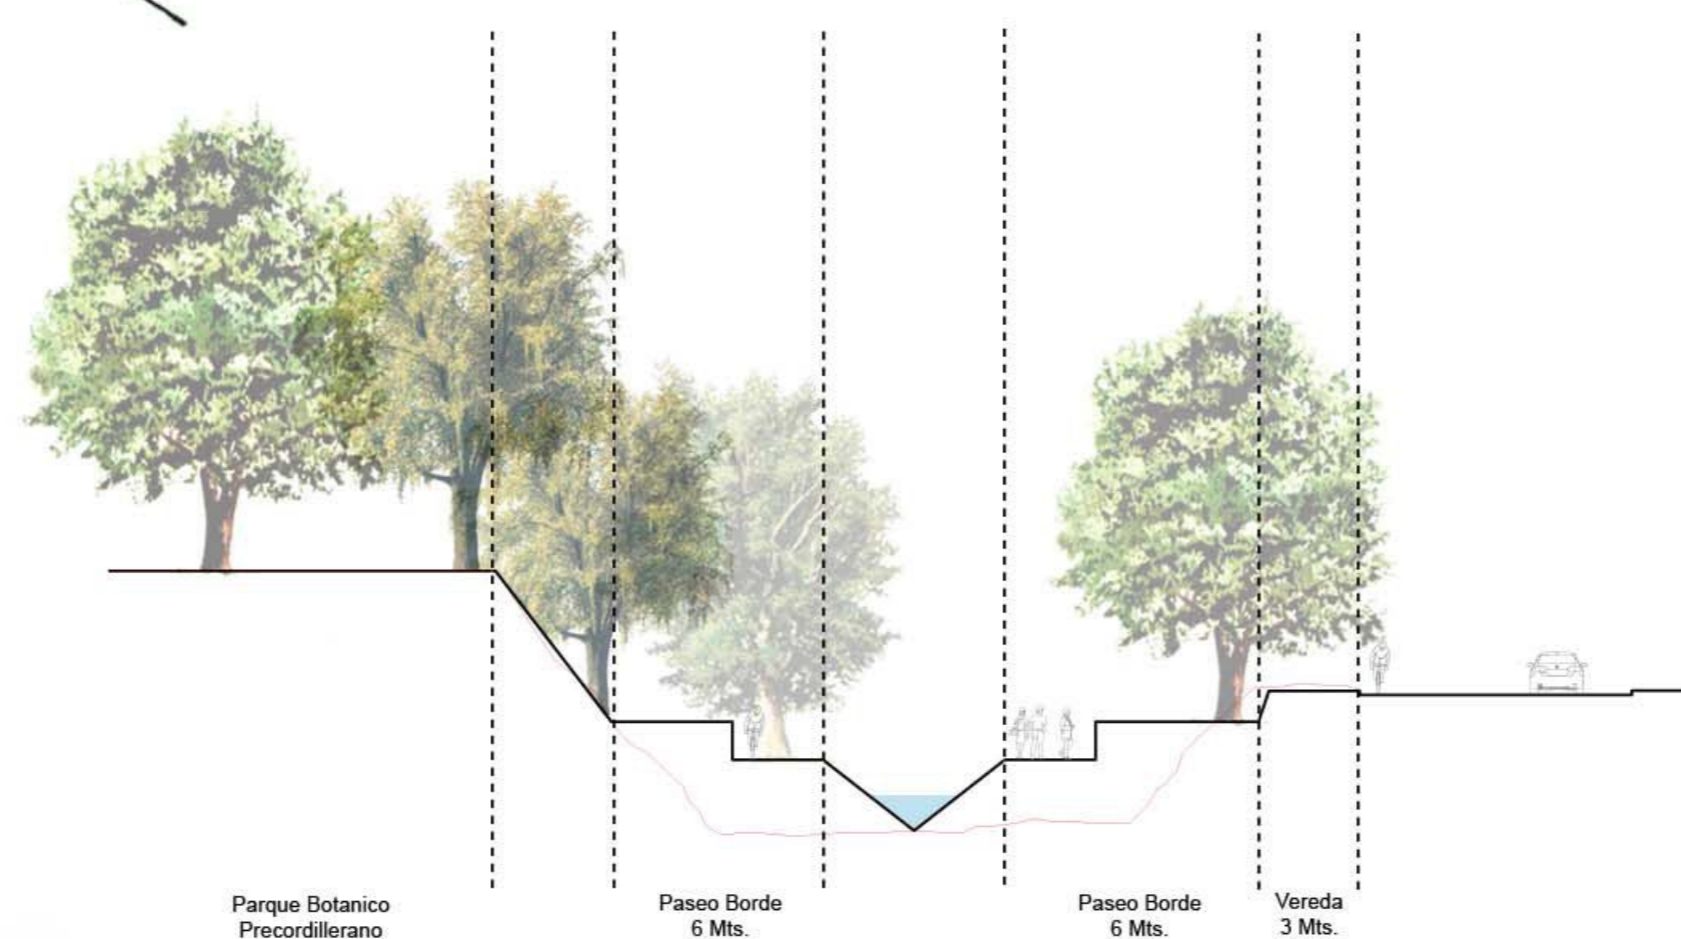 Parque Botanico
Precordillerano
Paseo Borde
6 Mts.
Paseo Borde
6 Mts.
Vereda
3 Mts.